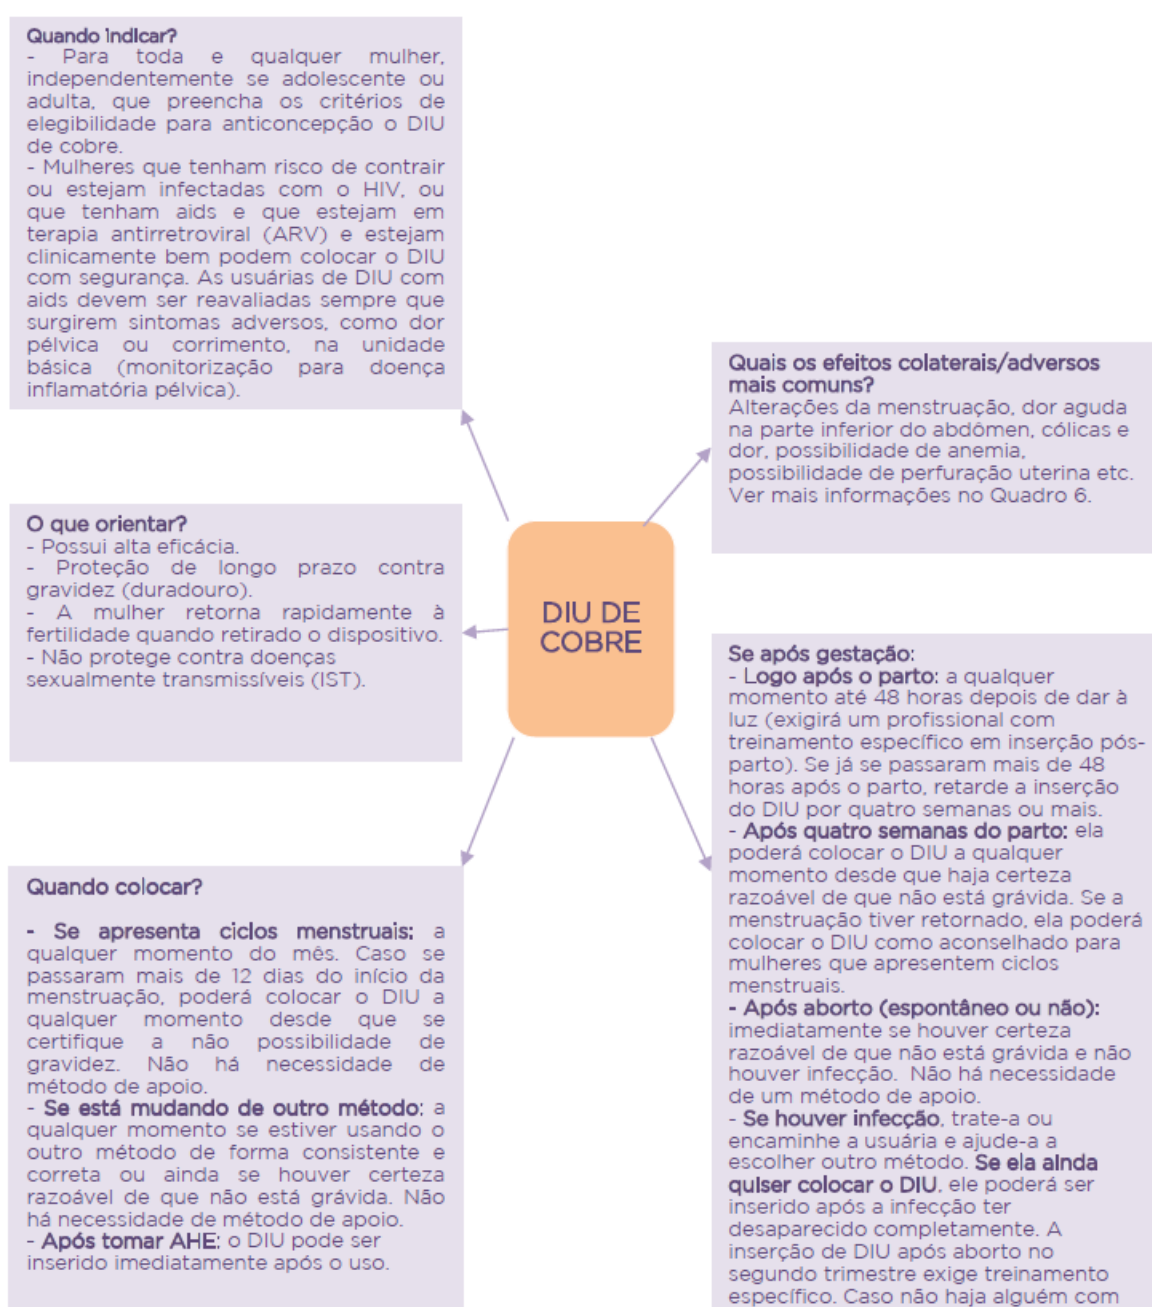 Quando indicar?
- Para toda e qualquer mulher,
independentemente se adolescente ou
adulta, que preencha os critérios de
elegibilidade para anticoncepção o DIU
de cobre.
- Mulheres que tenham risco de contrair
ou estejam infectadas com o HIV, ou
que tenham aids e que estejam em
terapia antirretroviral (ARV) e estejam
clinicamente bem podem colocar o DIU
com segurança. As usuárias de DIU com
aids devem ser reavaliadas sempre que
surgirem sintomas adversos, como dor
pélvica ou corrimento, na unidade
básica (monitorização para doença
inflamatória pélvica).
O que orientar?
- Possui alta eficácia.
- Proteção de longo prazo contra
gravidez (duradouro).
- A mulher retorna rapidamente à
fertilidade quando retirado o dispositivo.
- Não protege contra doenças
sexualmente transmissíveis (IST).
Quando colocar?
- Se apresenta ciclos menstruais: a
qualquer momento do mês. Caso se
passaram mais de 12 dias do início da
menstruação, poderá colocar o DIU a
qualquer momento desde que se
certifique a não possibilidade de
gravidez. Não há necessidade de
método de apoio.
- Se está mudando de outro método: a
qualquer momento se estiver usando o
outro método de forma consistente e
correta ou ainda se houver certeza
razoável de que não está grávida. Não
há necessidade de método de apoio.
- Após tomar AHE: o DIU pode ser
inserido imediatamente após o uso.
DIU DE
COBRE
Quais os efeitos colaterais/adversos
mais comuns?
Alterações da menstruação, dor aguda
na parte inferior do abdômen, cólicas e
dor, possibilidade de anemia,
possibilidade de perfuração uterina etc.
Ver mais informações no Quadro 6.
Se após gestação:
- Logo após o parto: a qualquer
momento até 48 horas depois de dar à
luz (exigirá um profissional com
treinamento específico em inserção pós-
parto). Se já se passaram mais de 48
horas após o parto, retarde a inserção
do DIU por quatro semanas ou mais.
- Após quatro semanas do parto: ela
poderá colocar o DIU a qualquer
momento desde que haja certeza
razoável de que não está grávida. Se a
menstruação tiver retornado, ela poderá
colocar o DIU como aconselhado para
mulheres que apresentem ciclos
menstruais.
- Após aborto (espontâneo ou não):
imediatamente se houver certeza
razoável de que não está grávida e não
houver infecção. Não há necessidade
de um método de apoio.
- Se houver infecção, trate-a ou
encaminhe a usuária e ajude-a a
escolher outro método. Se ela ainda
quiser colocar o DIU, ele poderá ser
inserido após a infecção ter
desaparecido completamente. A
inserção de DIU após aborto no
segundo trimestre exige treinamento
específico. Caso não haja alguém com